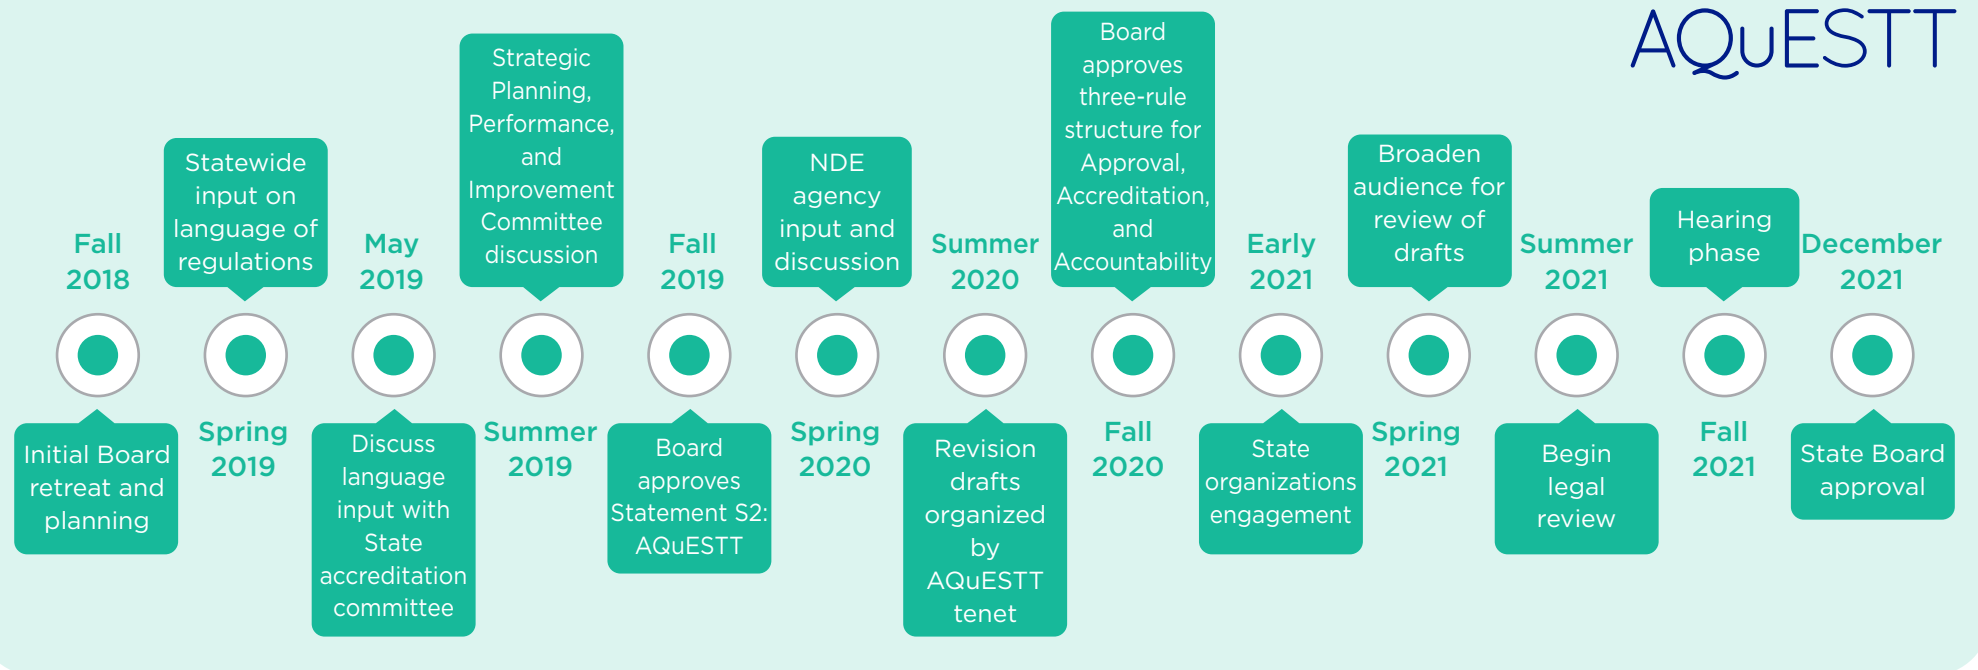 AQuESTT
Fall
2018
Initial Board
retreat and
planning
Statewide
input on
language of
regulations
Spring
2019
May
2019
Discuss
language
input with
State
accreditation
committee
Strategic
Planning,
Performance,
and
Improvement
Committee
discussion
Summer
2019
Fall
2019
Board
approves
Statement S2:
AQuESTT
NDE
agency
input and
discussion
Spring
2020
Summer
2020
Revision
drafts
organized
by
AQuESTT
tenet
Board
approves
three-rule
structure for
Approval,
Accreditation,
and
Accountability
Fall
2020
Early
2021
State
organizations
engagement
Broaden
audience for
review of
drafts
Spring
2021
Summer
2021
Begin
legal
review
Hearing
phase
Fall
2021
December
2021
State Board
approval